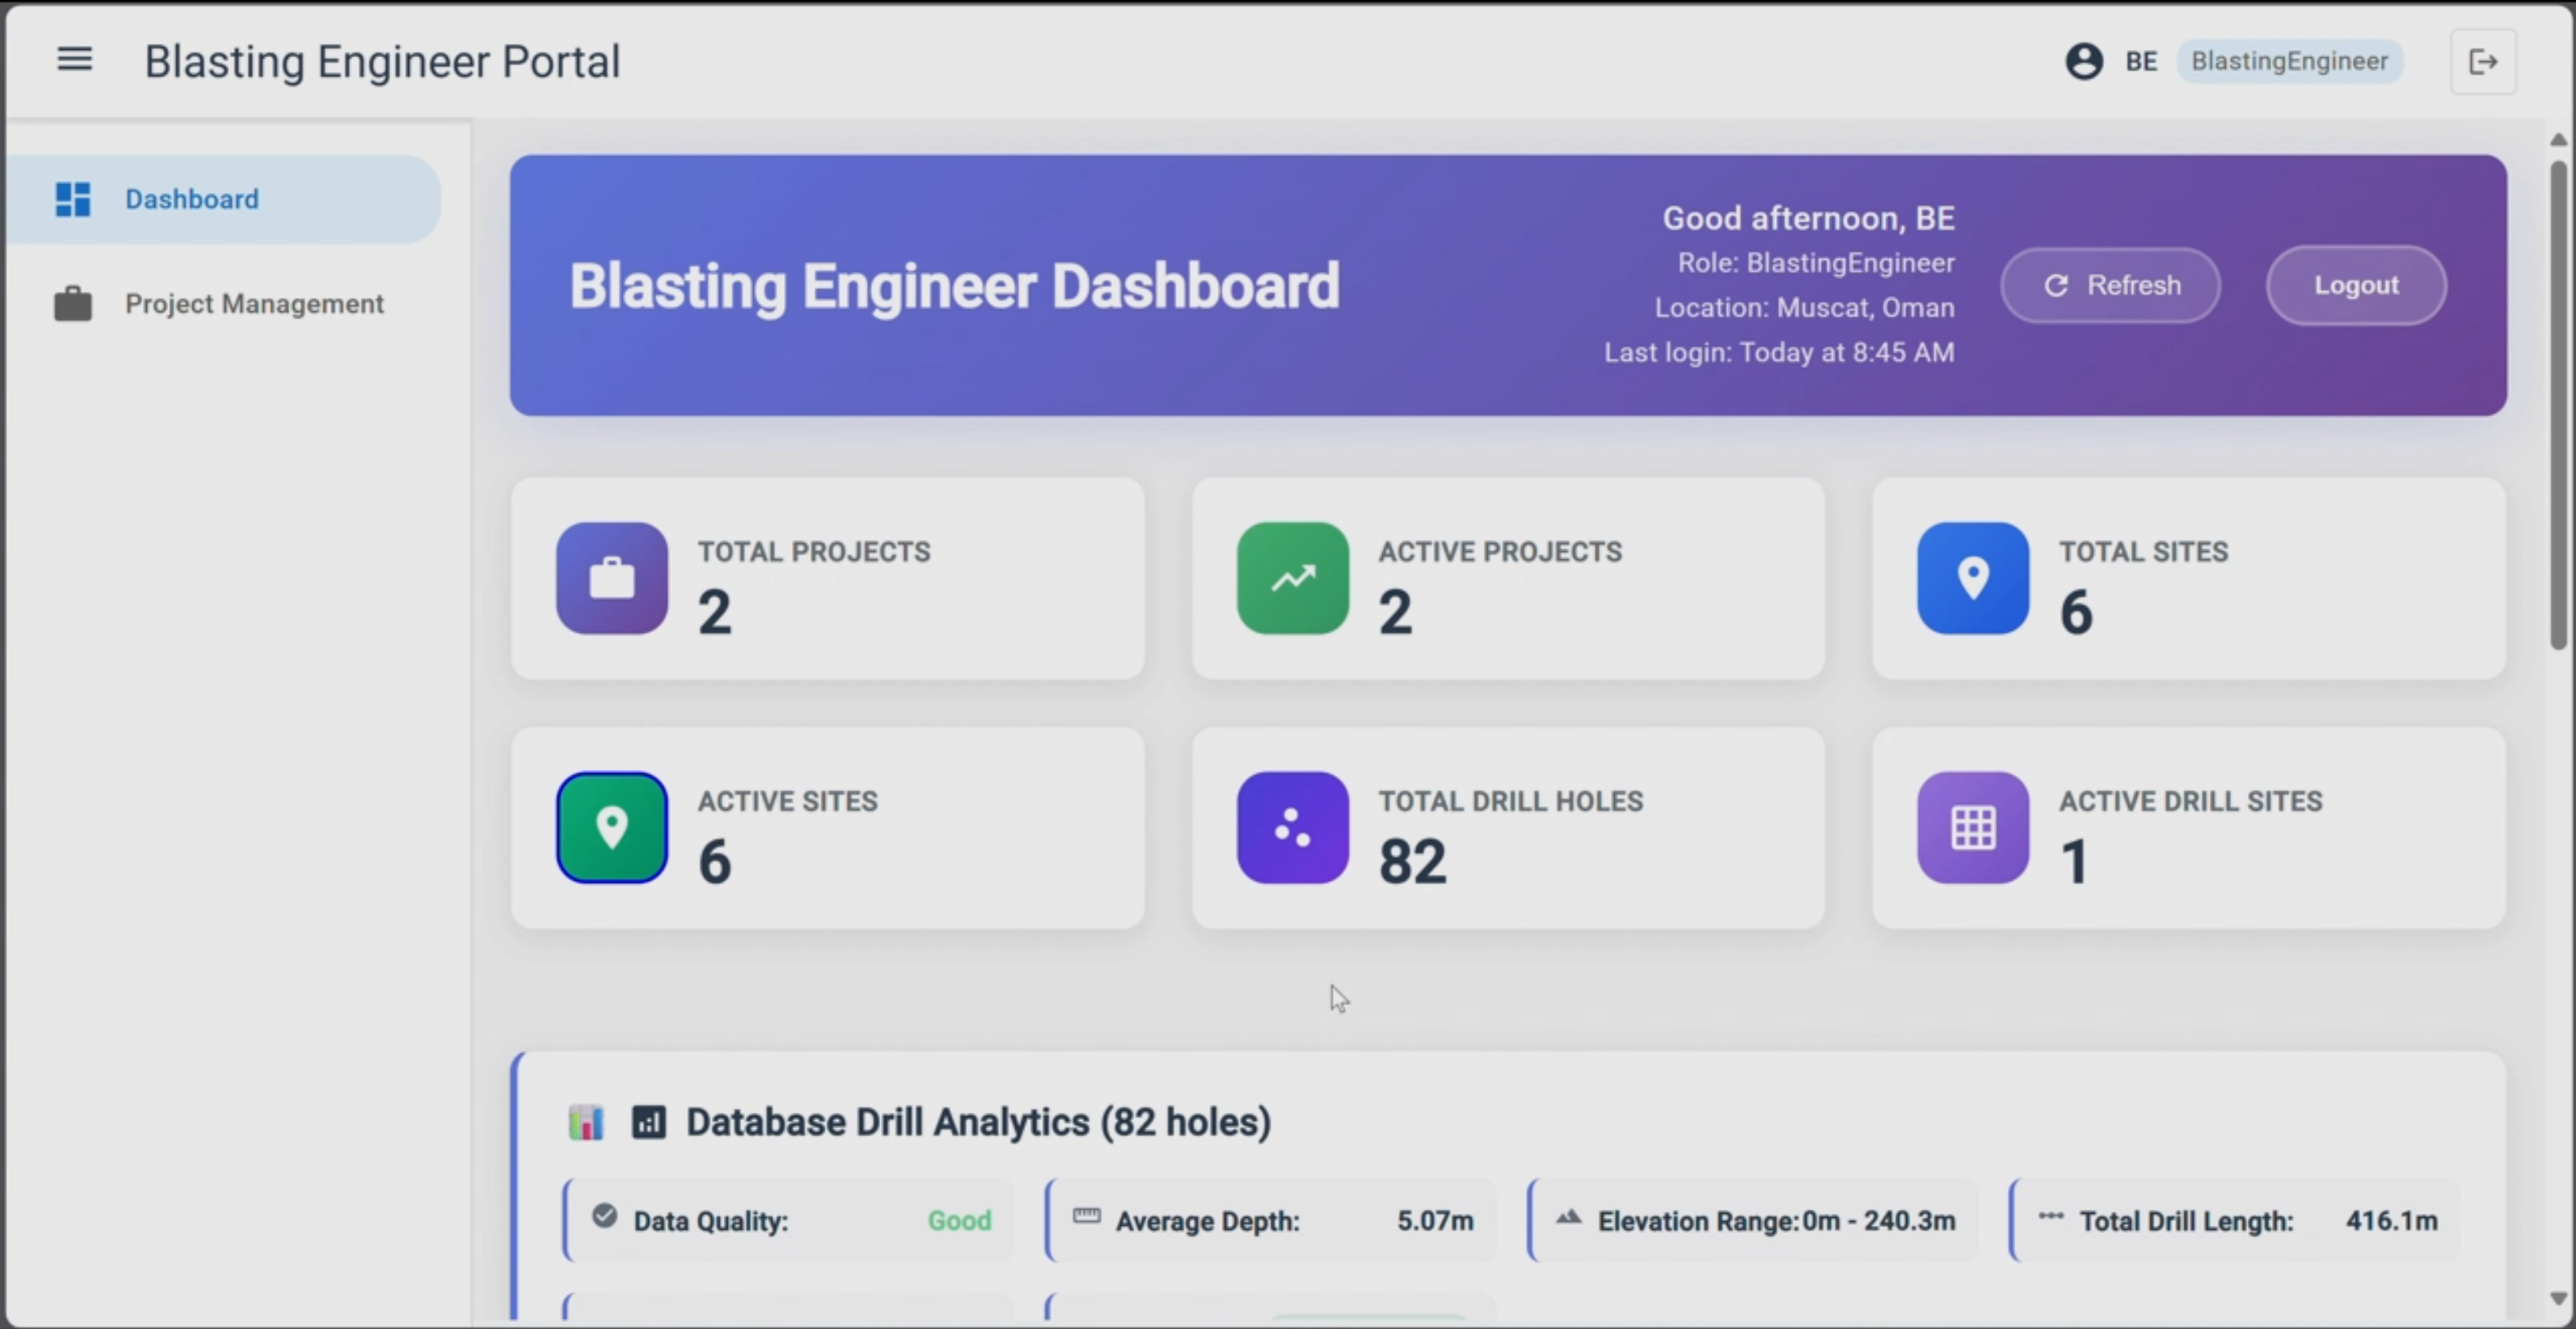 Blasting Engineer Portal
BE
BlastingEngineer
Dashboard
Project Management
Blasting Engineer Dashboard
Good afternoon, BE
Role: BlastingEngineer
Location: Muscat, Oman
Last login: Today at 8:45 AM
Refresh
Logout
TOTAL PROJECTS
2
ACTIVE PROJECTS
2
TOTAL SITES
6
ACTIVE SITES
6
TOTAL DRILL HOLES
82
ACTIVE DRILL SITES
1
Database Drill Analytics (82 holes)
Data Quality: Good
Average Depth: 5.07m
Elevation Range:0m - 240.3m
Total Drill Length: 416.1m